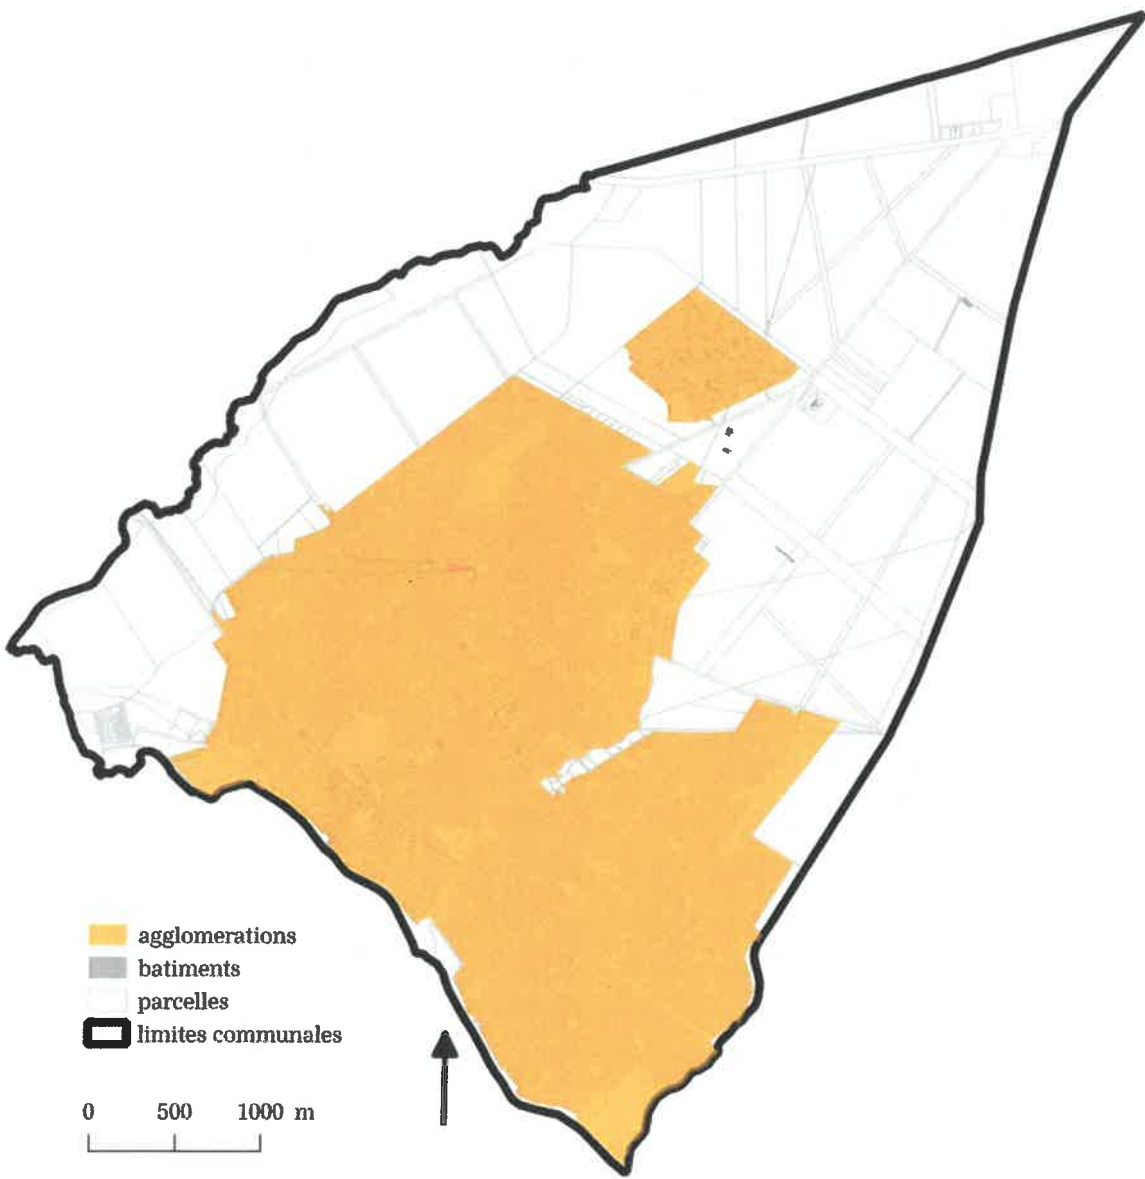 agglomerations
batiments
parcelles
limites communales
0 500 1000 m